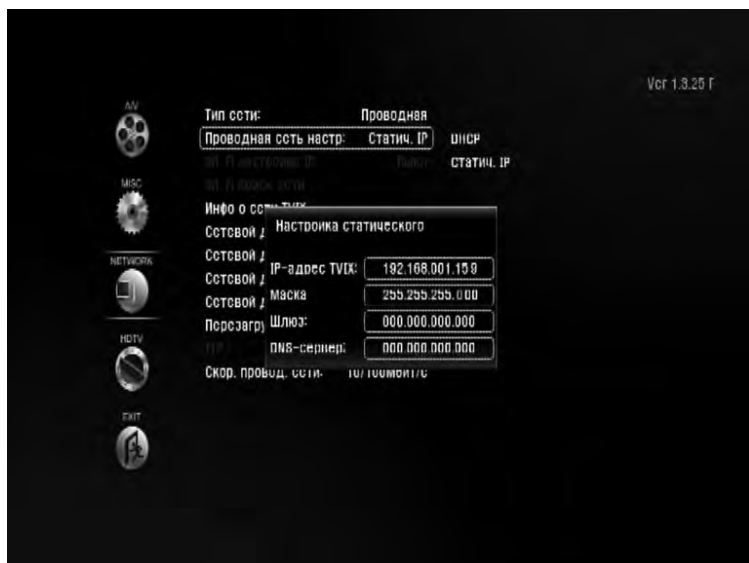 Ver 1.3.25 Г
A/V
Тип сети: Проводная
Проводная сеть настр: Статич. IP DHCP
Статич. IP
MISC
Инфо о сети TVIX
Настройка статического
Сетевой д
NETWORK
Сетевой д
IP-адрес TVIX: 192.168.001.159
Сетевой д
Маска 255.255.255.000
Сетевой д
Шлюз: 000.000.000.000
Перезагру
DNS-сервер: 000.000.000.000
HDTV
Скор. провод. сети: 10/100Мбит/с
EXIT